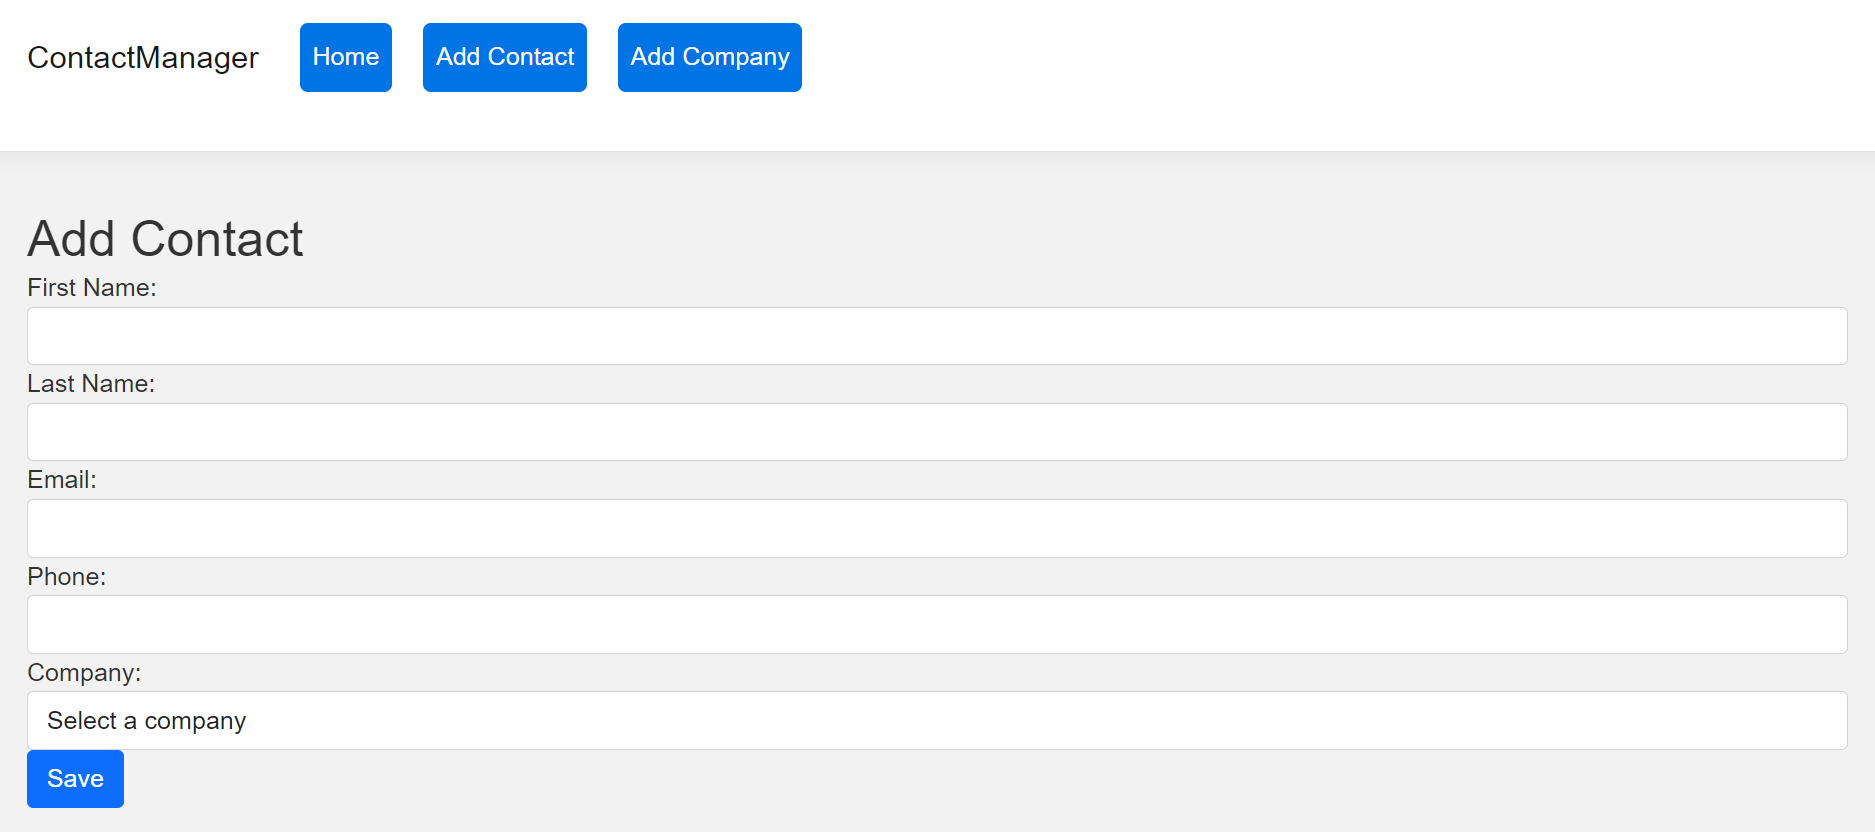 ContactManager Home Add Contact Add Company
Add Contact
First Name:
Last Name:
Email:
Phone:
Company:
Select a company
Save